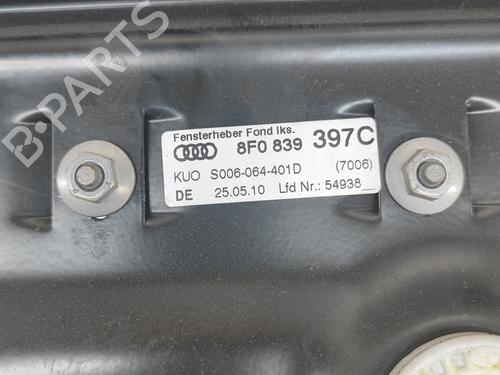 B-PARTS
Fensterheber Fond lks.
8F0 839 397C
KUO S006-064-401D (7006)
DE 25.05.10 Lfd Nr.: 54938